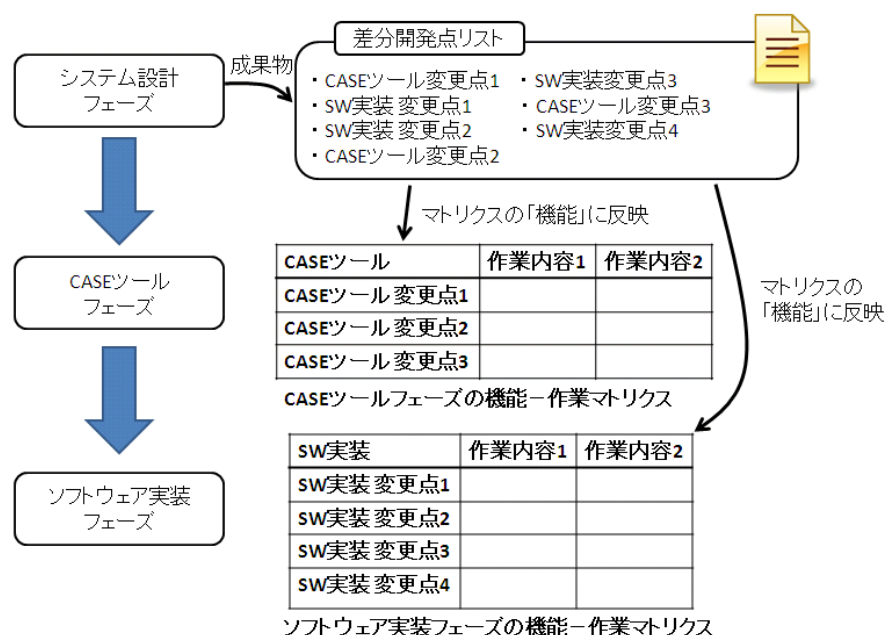 システム設計
フェーズ
成果物
差分開発点リスト
・CASEツール変更点1
・SW実装 変更点1
・SW実装 変更点2
・CASEツール変更点2
・SW実装変更点3
・CASEツール変更点3
・SW実装変更点4
マトリクスの「機能」に反映
マトリクスの
「機能」に反映
CASEツール
フェーズ
CASEツール 作業内容1 作業内容2
CASEツール 変更点1
CASEツール 変更点2
CASEツール 変更点3
CASEツールフェーズの機能－作業マトリクス
ソフトウェア実装
フェーズ
SW実装 作業内容1 作業内容2
SW実装 変更点1
SW実装 変更点2
SW実装 変更点3
SW実装 変更点4
ソフトウェア実装フェーズの機能－作業マトリクス